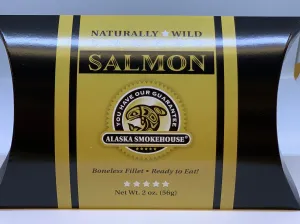 NATURALLY ★ WILD
SALMON
YOU HAVE OUR GUARANTEE
ALASKA SMOKEHOUSE®
Boneless Fillet • Ready to Eat!
★★★★★
Net Wt. 2 oz. (56g)